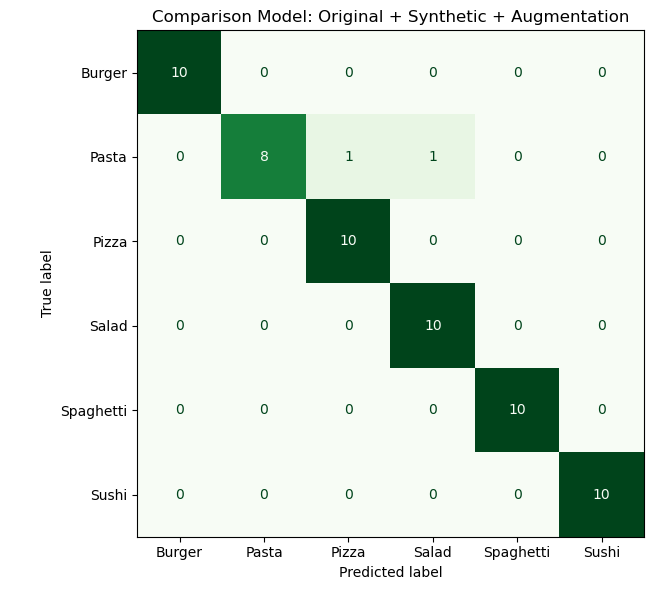 Comparison Model: Original + Synthetic + Augmentation
True label
Burger 10 0 0 0 0 0
Pasta 0 8 1 1 0 0
Pizza 0 0 10 0 0 0
Salad 0 0 0 10 0 0
Spaghetti 0 0 0 0 10 0
Sushi 0 0 0 0 0 10
Burger Pasta Pizza Salad Spaghetti Sushi
Predicted label